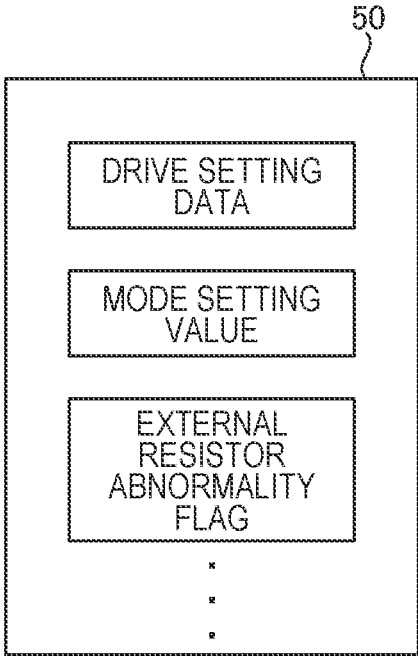 50
DRIVE SETTING
DATA
MODE SETTING
VALUE
EXTERNAL
RESISTOR
ABNORMALITY
FLAG